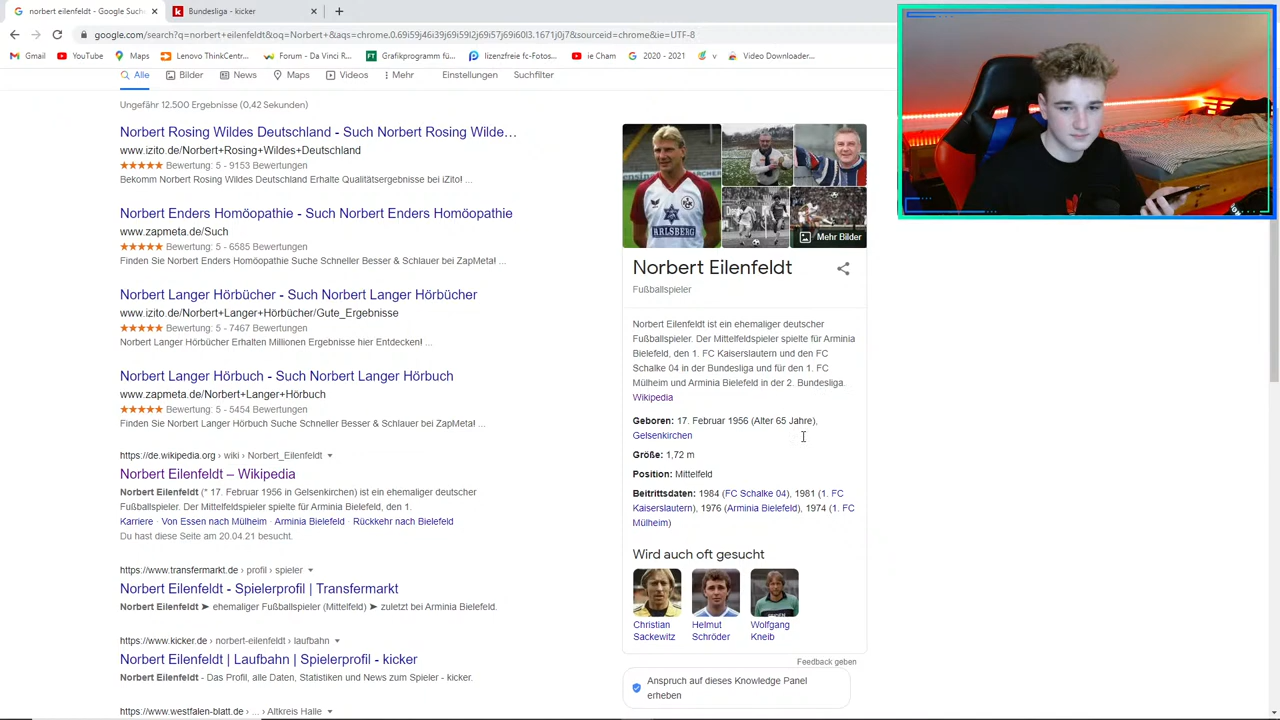 norbert eilenfeldt - Google Such
Bundesliga - kicker
google.com/search?q=no
Gmail
YouTube
Maps
Lenovo ThinkCentr...
Forum - Da Vinci R...
Grafikprogramm fü...
lizenzfreie fc-Fotos...
ie Cham
2020 - 2021
v
Video Downloader...
Alle
Bilder
News
Maps
Videos
Mehr
Einstellungen
Suchfilter
Ungefähr 12.500 Ergebnisse (0,42 Sekunden)
Norbert Rosing Wildes Deutschland - Such Norbert Rosing Wilde…
www.izito.de/Norbert+Rosing+Wildes+Deutschland
Bewertung: 5 - 9153 Bewertungen
Bekomm Norbert Rosing Wildes Deutschland Erhalte Qualitätsergebnisse bei iZito! ...
Norbert Enders Homöopathie - Such Norbert Enders Homöopathie
www.zapmeta.de/Such
Bewertung: 5 - 6585 Bewertungen
Finden Sie Norbert Enders Homöopathie Suche Schneller Besser & Schlauer bei ZapMeta! ...
Norbert Langer Hörbücher - Such Norbert Langer Hörbücher
www.izito.de/Norbert+Langer+Hörbücher/Gute_Ergebnisse
Bewertung: 5 - 7467 Bewertungen
Norbert Langer Hörbücher Erhalten Millionen Ergebnisse hier Entdecken! ...
Norbert Langer Hörbuch - Such Norbert Langer Hörbuch
www.zapmeta.de/Norbert+Langer+Hörbuch
Bewertung: 5 - 5454 Bewertungen
Finden Sie Norbert Langer Hörbuch Suche Schneller Besser & Schlauer bei ZapMeta! ...
https://de.wikipedia.org › wiki › Norbert_Eilenfeldt
Norbert Eilenfeldt – Wikipedia
Norbert Eilenfeldt (* 17. Februar 1956 in Gelsenkirchen) ist ein ehemaliger deutscher
Fußballspieler. Der Mittelfeldspieler spielte für Arminia Bielefeld, den 1.
Karriere · Von Essen nach Mülheim · Arminia Bielefeld · Rückkehr nach Bielefeld
Du hast diese Seite am 20.04.21 besucht.
https://www.transfermarkt.de › profil › spieler
Norbert Eilenfeldt - Spielerprofil | Transfermarkt
Norbert Eilenfeldt ➤ ehemaliger Fußballspieler (Mittelfeld) ➤ zuletzt bei Arminia Bielefeld.
https://www.kicker.de › norbert-eilenfeldt › laufbahn
Norbert Eilenfeldt | Laufbahn | Spielerprofil - kicker
Norbert Eilenfeldt - Das Profil, alle Daten, Statistiken und News zum Spieler - kicker.
https://www.westfalen-blatt.de › ... › Altkreis Halle
ARLSBERG
Mehr Bilder
Norbert Eilenfeldt
Fußballspieler
Norbert Eilenfeldt ist ein ehemaliger deutscher
Fußballspieler. Der Mittelfeldspieler spielte für Arminia
Bielefeld, den 1. FC Kaiserslautern und den FC
Schalke 04 in der Bundesliga und für den 1. FC
Mülheim und Arminia Bielefeld in der 2. Bundesliga.
Wikipedia
Geboren: 17. Februar 1956 (Alter 65 Jahre),
Gelsenkirchen
Größe: 1,72 m
Position: Mittelfeld
Beitrittsdaten: 1984 (FC Schalke 04), 1981 (1. FC
Kaiserslautern), 1976 (Arminia Bielefeld), 1974 (1. FC
Mülheim)
Wird auch oft gesucht
Christian
Sackewitz
Helmut
Schröder
Wolfgang
Kneib
Feedback geben
Anspruch auf dieses Knowledge Panel
erheben